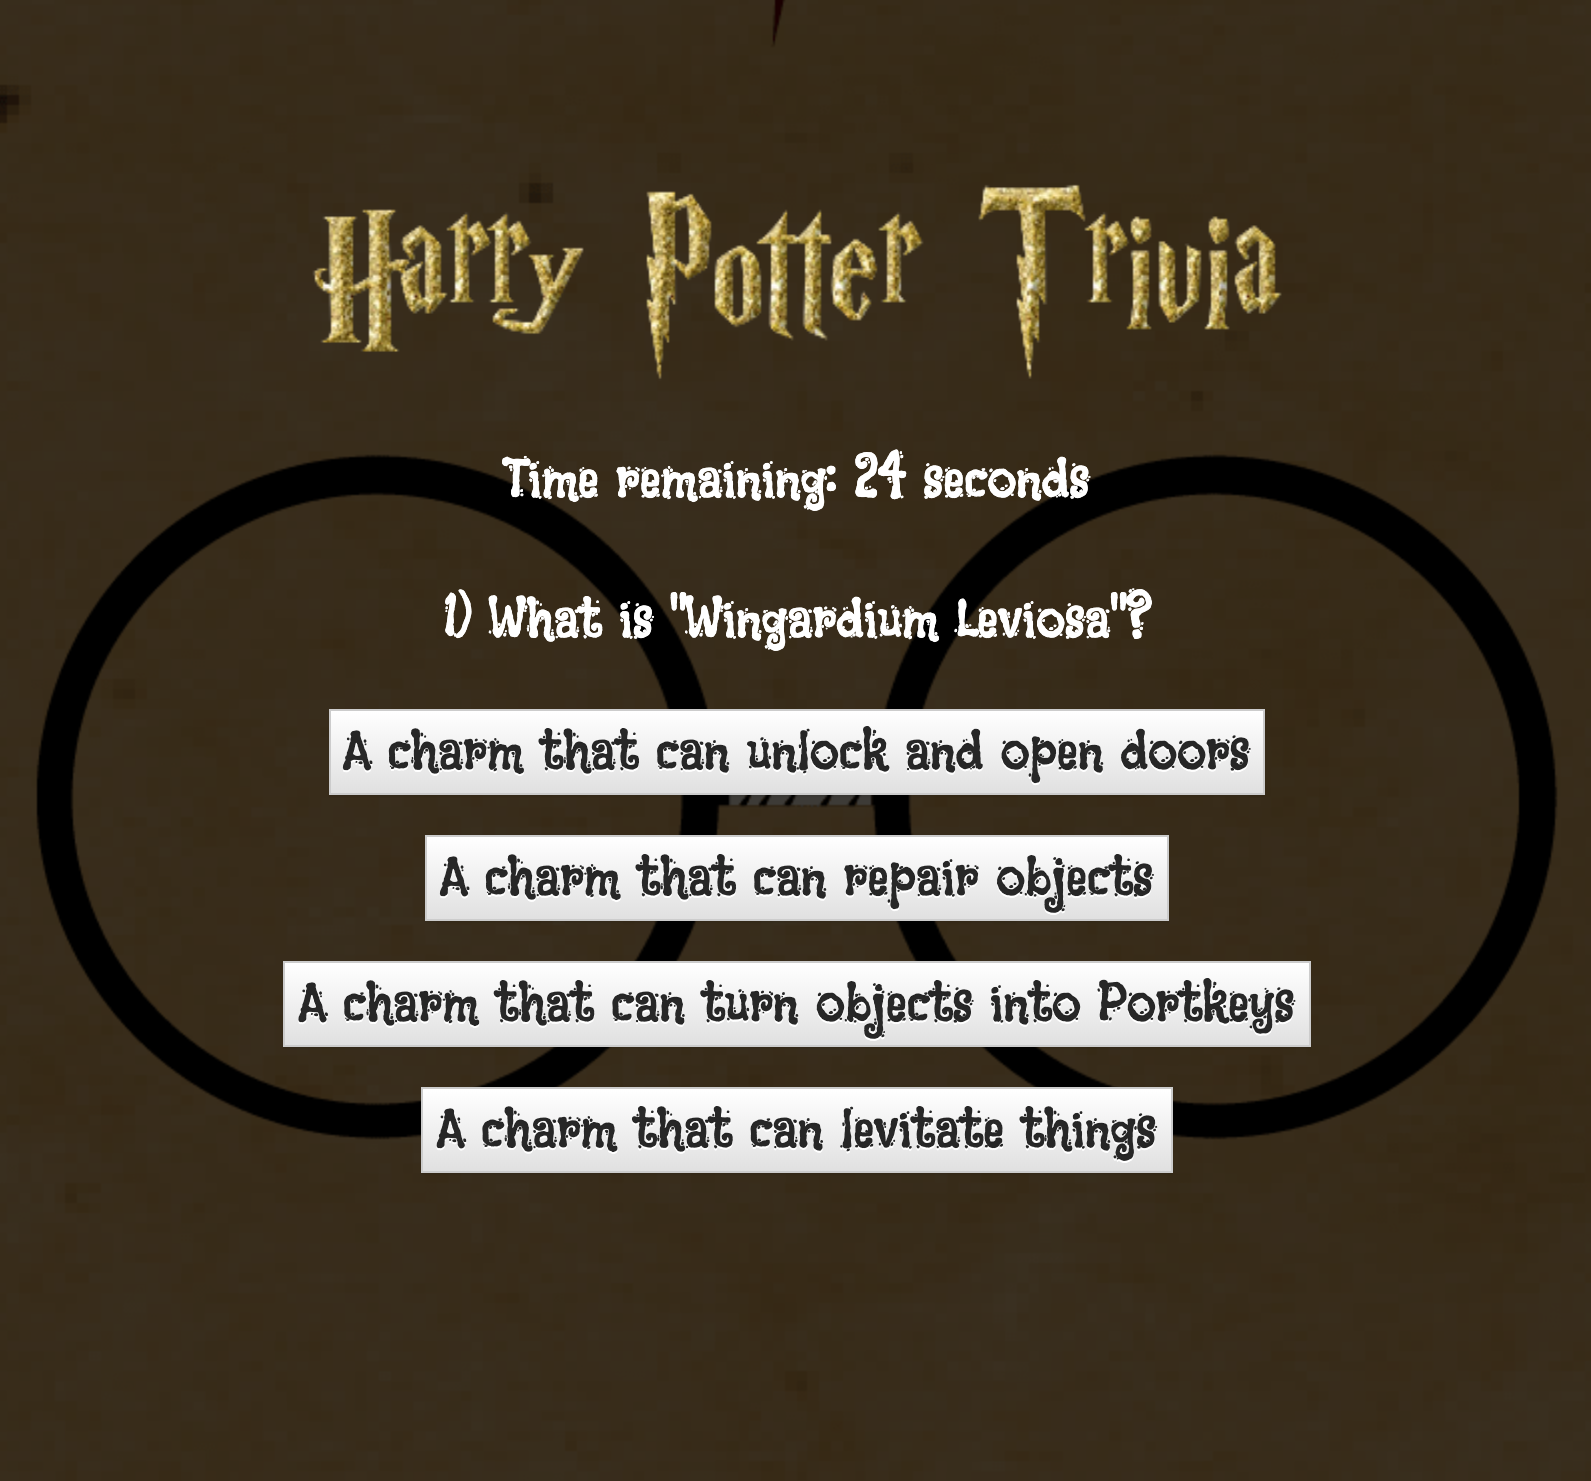 Harry Potter Trivia
Time remaining: 24 seconds
1) What is "Wingardium Leviosa"?
A charm that can unlock and open doors
A charm that can repair objects
A charm that can turn objects into Portkeys
A charm that can levitate things